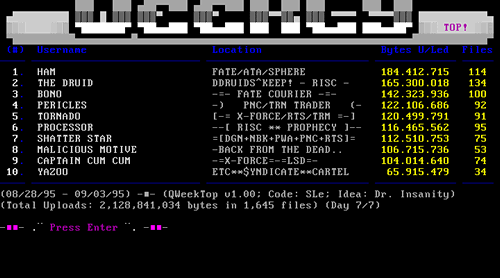 WEEKLY
TOP!
(#) Username Location Bytes U/Led Files
1. HAM FATE/ATA/SPHERE 184.412.715 114
2. THE DRUID DDRUIDS^KEEP! - RISC - 165.300.018 134
3. BONO -=- FATE COURIER -=- 142.323.936 100
4. PERICLES -) PNC/TRN TRADER (- 122.106.686 92
5. TORNADO [-= X-FORCE/RTS/TRM =-] 120.499.791 91
6. PROCESSOR --[ RISC ** PROPHECY ]-- 116.465.562 95
7. SHATTER STAR =[DGN+NBK+PWA+PNC+RTS]= 112.510.753 75
8. MALICIOUS MOTIVE -BACK FROM THE DEAD.. 106.715.736 53
9. CAPTAIN CUM CUM -=X-FORCE=-=LSD=- 104.014.640 74
10. YAZOO ETC**$YNDICATE**CARTEL 65.915.479 34
(08/28/95 - 09/03/95) -■- (QWeekTop v1.00; Code: SLe; Idea: Dr. Insanity)
(Total Uploads: 2,128,841,034 bytes in 1,645 files) (Day 7/7)
-■■- .¨ Press Enter ¨. -■■-